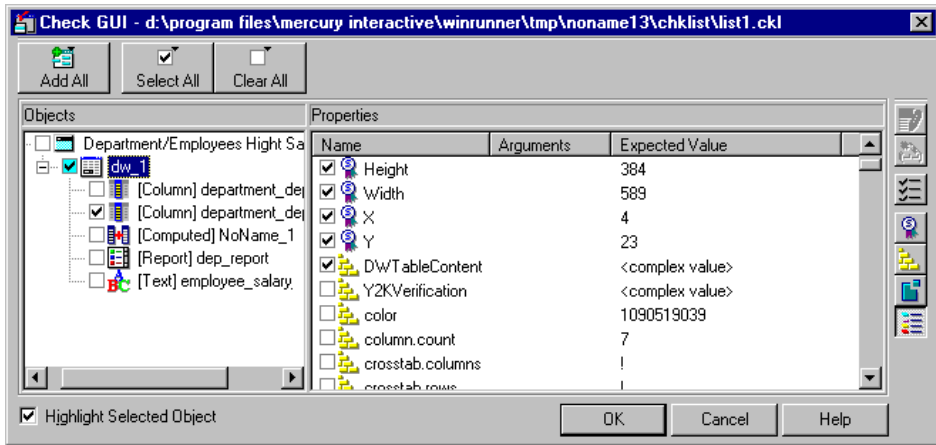 Check GUI - d:\program files\mercury interactive\winrunner\tmp\noname13\chklist\list1.ckl
Add All Select All Clear All
Objects Properties
Department/Employees Hight Sa
Name Arguments Expected Value
dw_1
Height 384
[Column] department_dep
Width 589
[Column] department_dep
X 4
[Computed] NoName_1
Y 23
[Report] dep_report
DWTableContent <complex value>
ABC [Text] employee_salary
Y2KVerification <complex value>
color 1090519039
column.count 7
crosstab.columns !
crosstab.rows !
Highlight Selected Object
OK Cancel Help